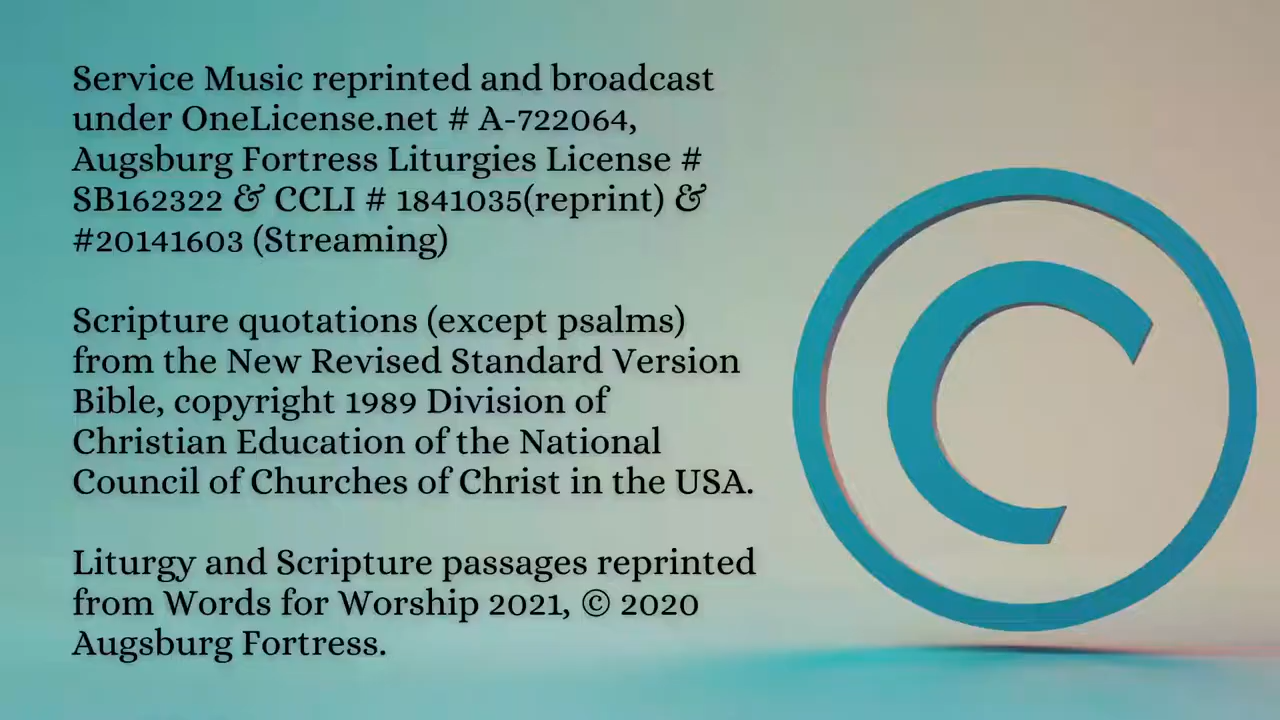 Service Music reprinted and broadcast
under OneLicense.net # A-722064,
Augsburg Fortress Liturgies License #
SB162322 & CCLI # 1841035(reprint) &
#20141603 (Streaming)
Scripture quotations (except psalms)
from the New Revised Standard Version
Bible, copyright 1989 Division of
Christian Education of the National
Council of Churches of Christ in the USA.
Liturgy and Scripture passages reprinted
from Words for Worship 2021, © 2020
Augsburg Fortress.